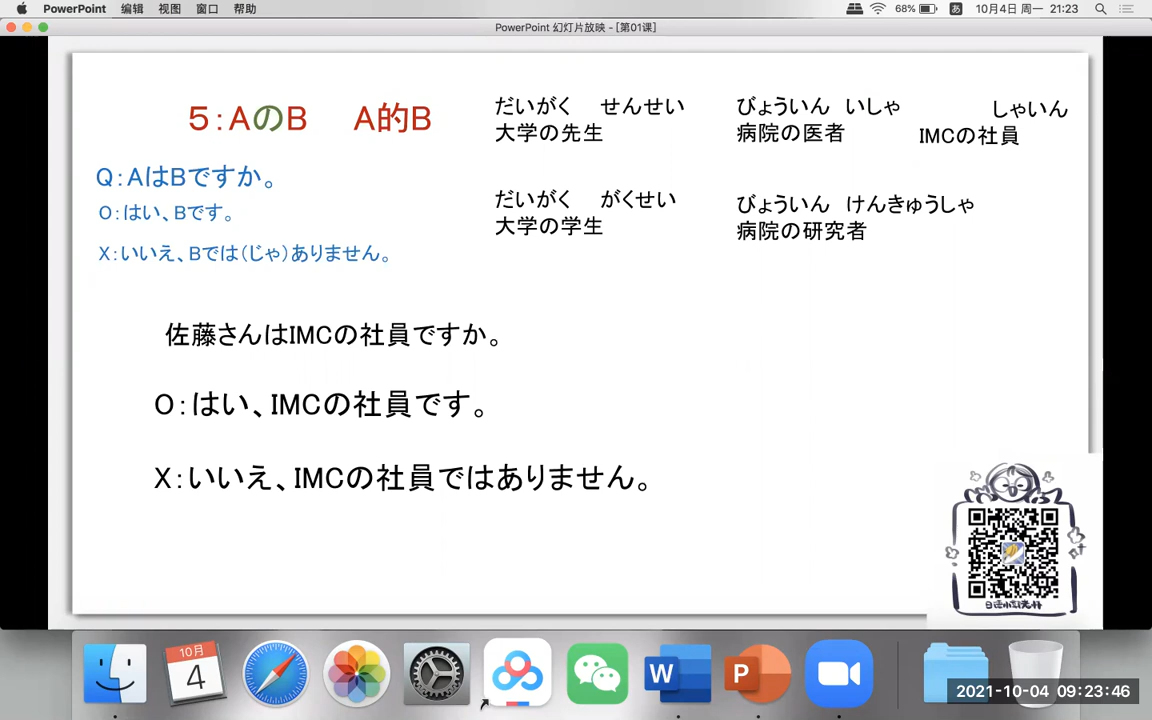 PowerPoint 编辑 视图 窗口 帮助 68% あ 10月4日 周一 21:23
PowerPoint 幻灯片放映 - [第01课]
5:AのB A的B
だいがく せんせい
大学の先生
びょういん いしゃ
病院の医者
しゃいん
IMCの社員
Q:AはBですか。
O:はい、Bです。
X:いいえ、Bでは(じゃ)ありません。
だいがく がくせい
大学の学生
びょういん けんきゅうしゃ
病院の研究者
佐藤さんはIMCの社員ですか。
O:はい、IMCの社員です。
X:いいえ、IMCの社員ではありません。
10月
4
W
P
2021-10-04 09:23:46